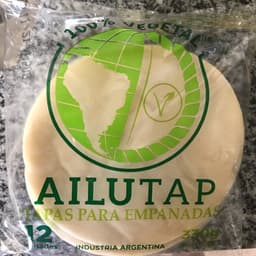 100% VEGETAL
AILUTAP
TAPAS PARA EMPANADAS
12
330g
INDUSTRIA ARGENTINA